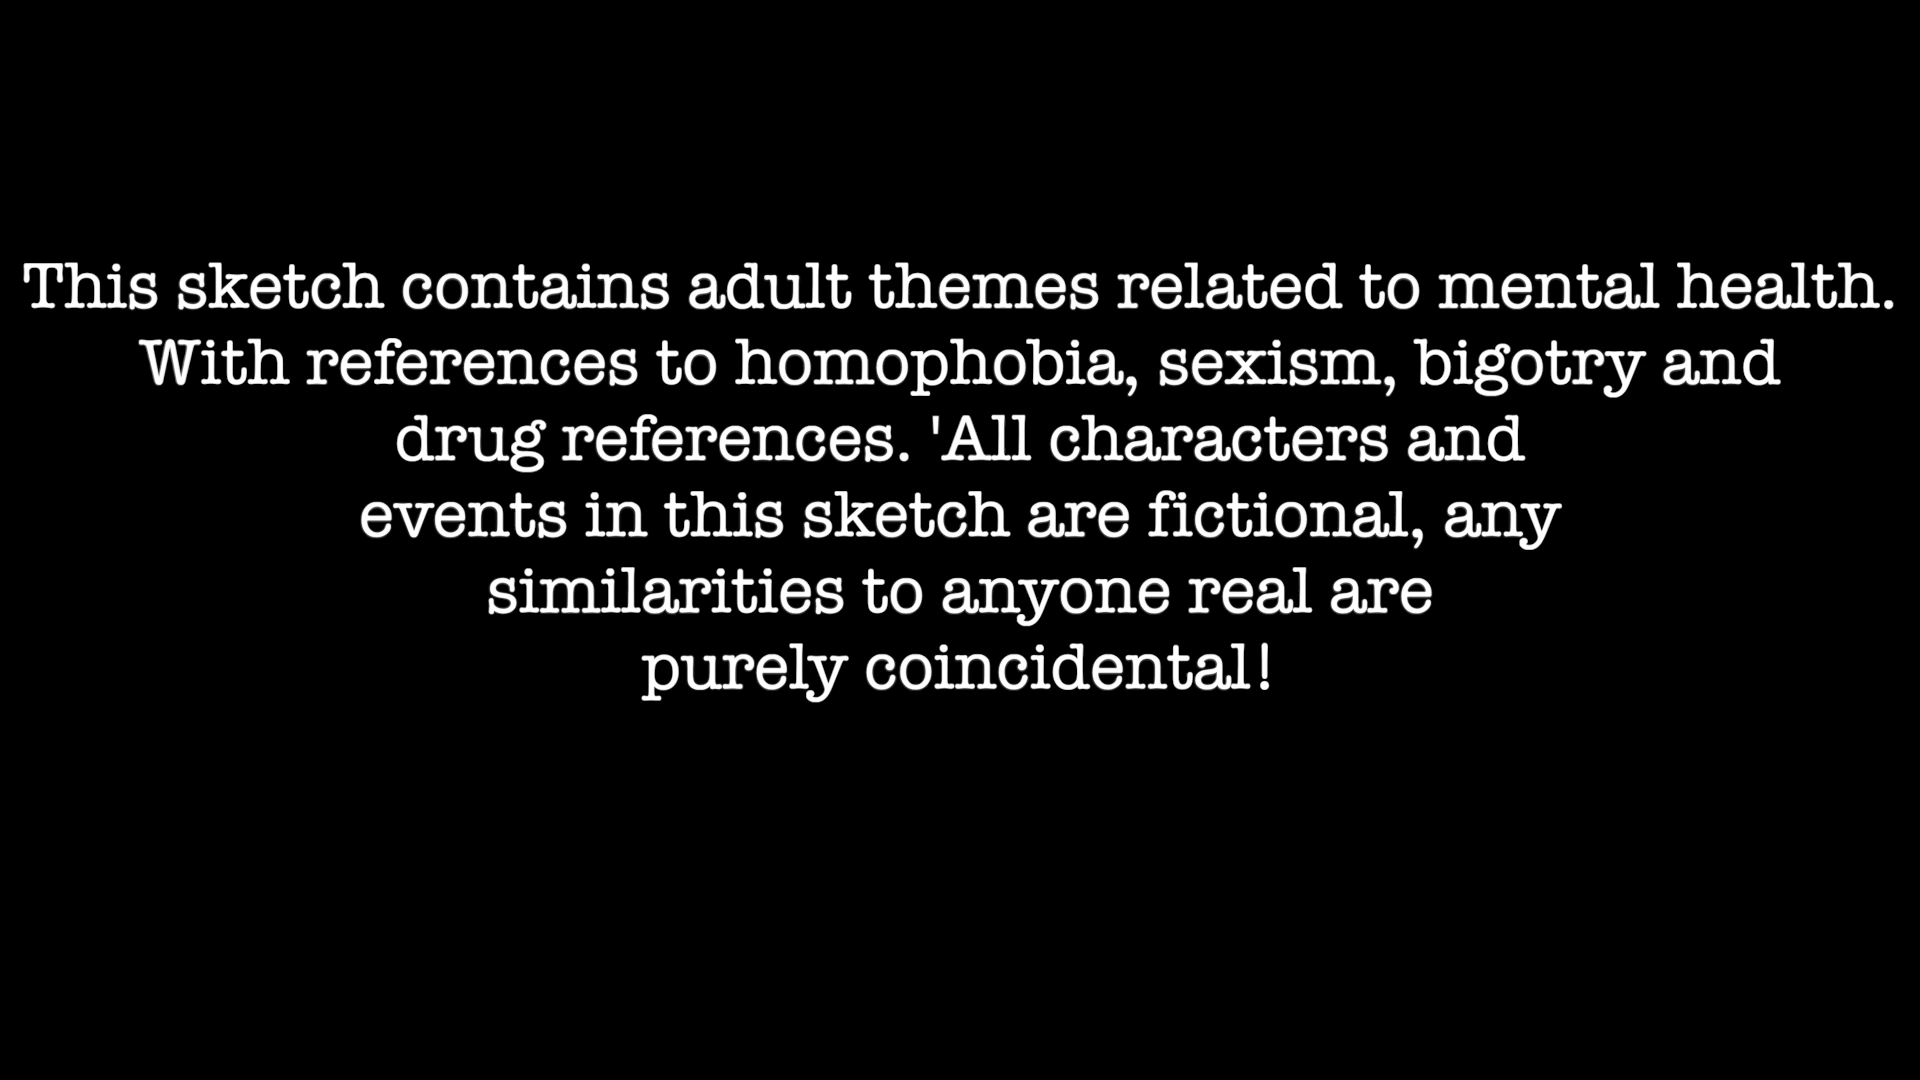 This sketch contains adult themes related to mental health.
With references to homophobia, sexism, bigotry and
drug references. 'All characters and
events in this sketch are fictional, any
similarities to anyone real are
purely coincidental!